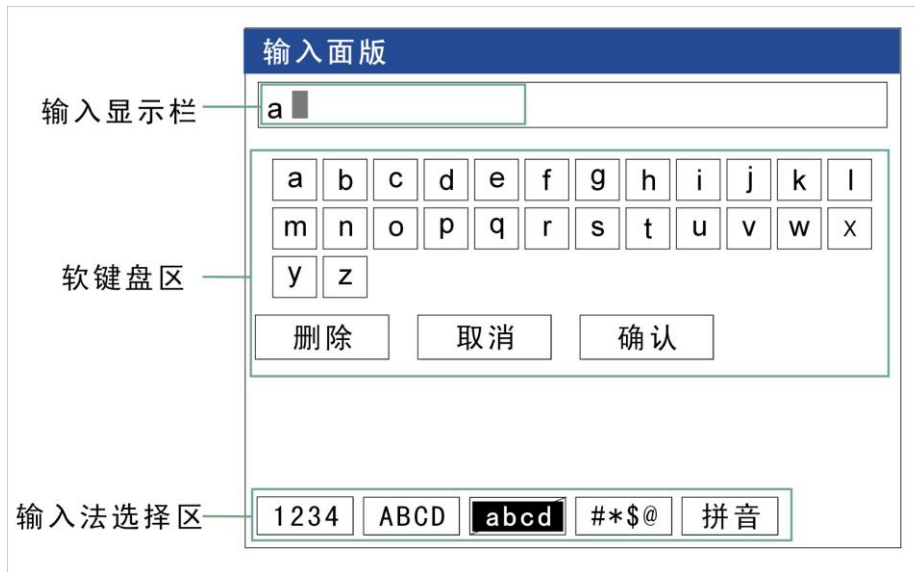 输入面版
输入显示栏
a
a b c d e f g h i j k l
m n o p q r s t u v w x
软键盘区
y z
删除 取消 确认
输入法选择区
1234 ABCD abcd #*$@ 拼音